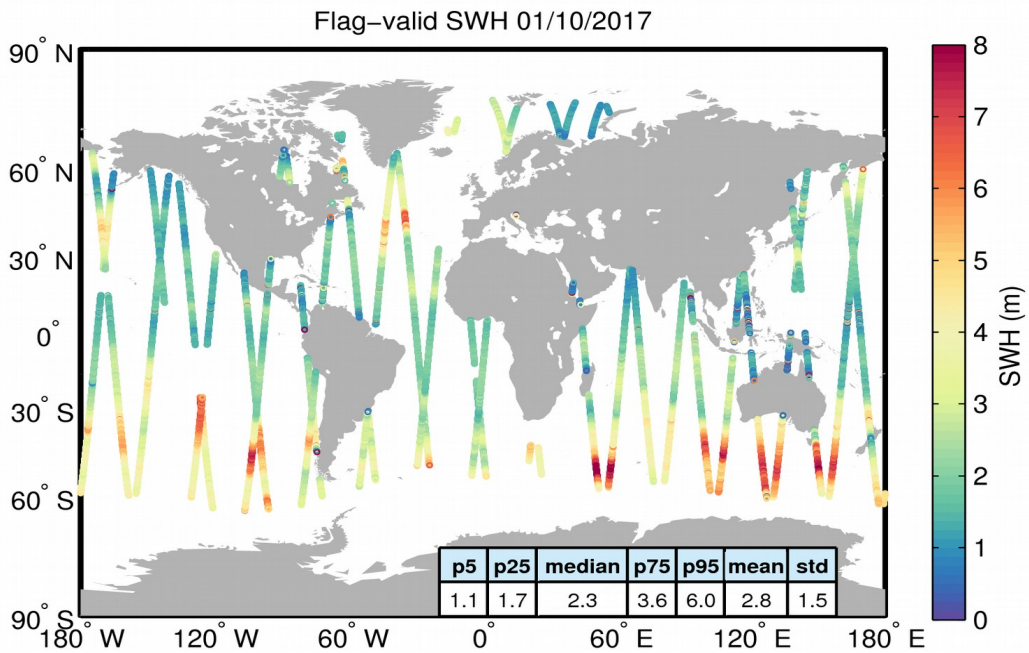 Flag−valid SWH 01/10/2017
90° N
60° N
30° N
0°
30° S
60° S
90° S
180° W
120° W
60° W
0°
60° E
120° E
180° E
8
7
6
5
4
3
2
1
0
SWH (m)
p5 p25 median p75 p95 mean std
1.1 1.7 2.3 3.6 6.0 2.8 1.5